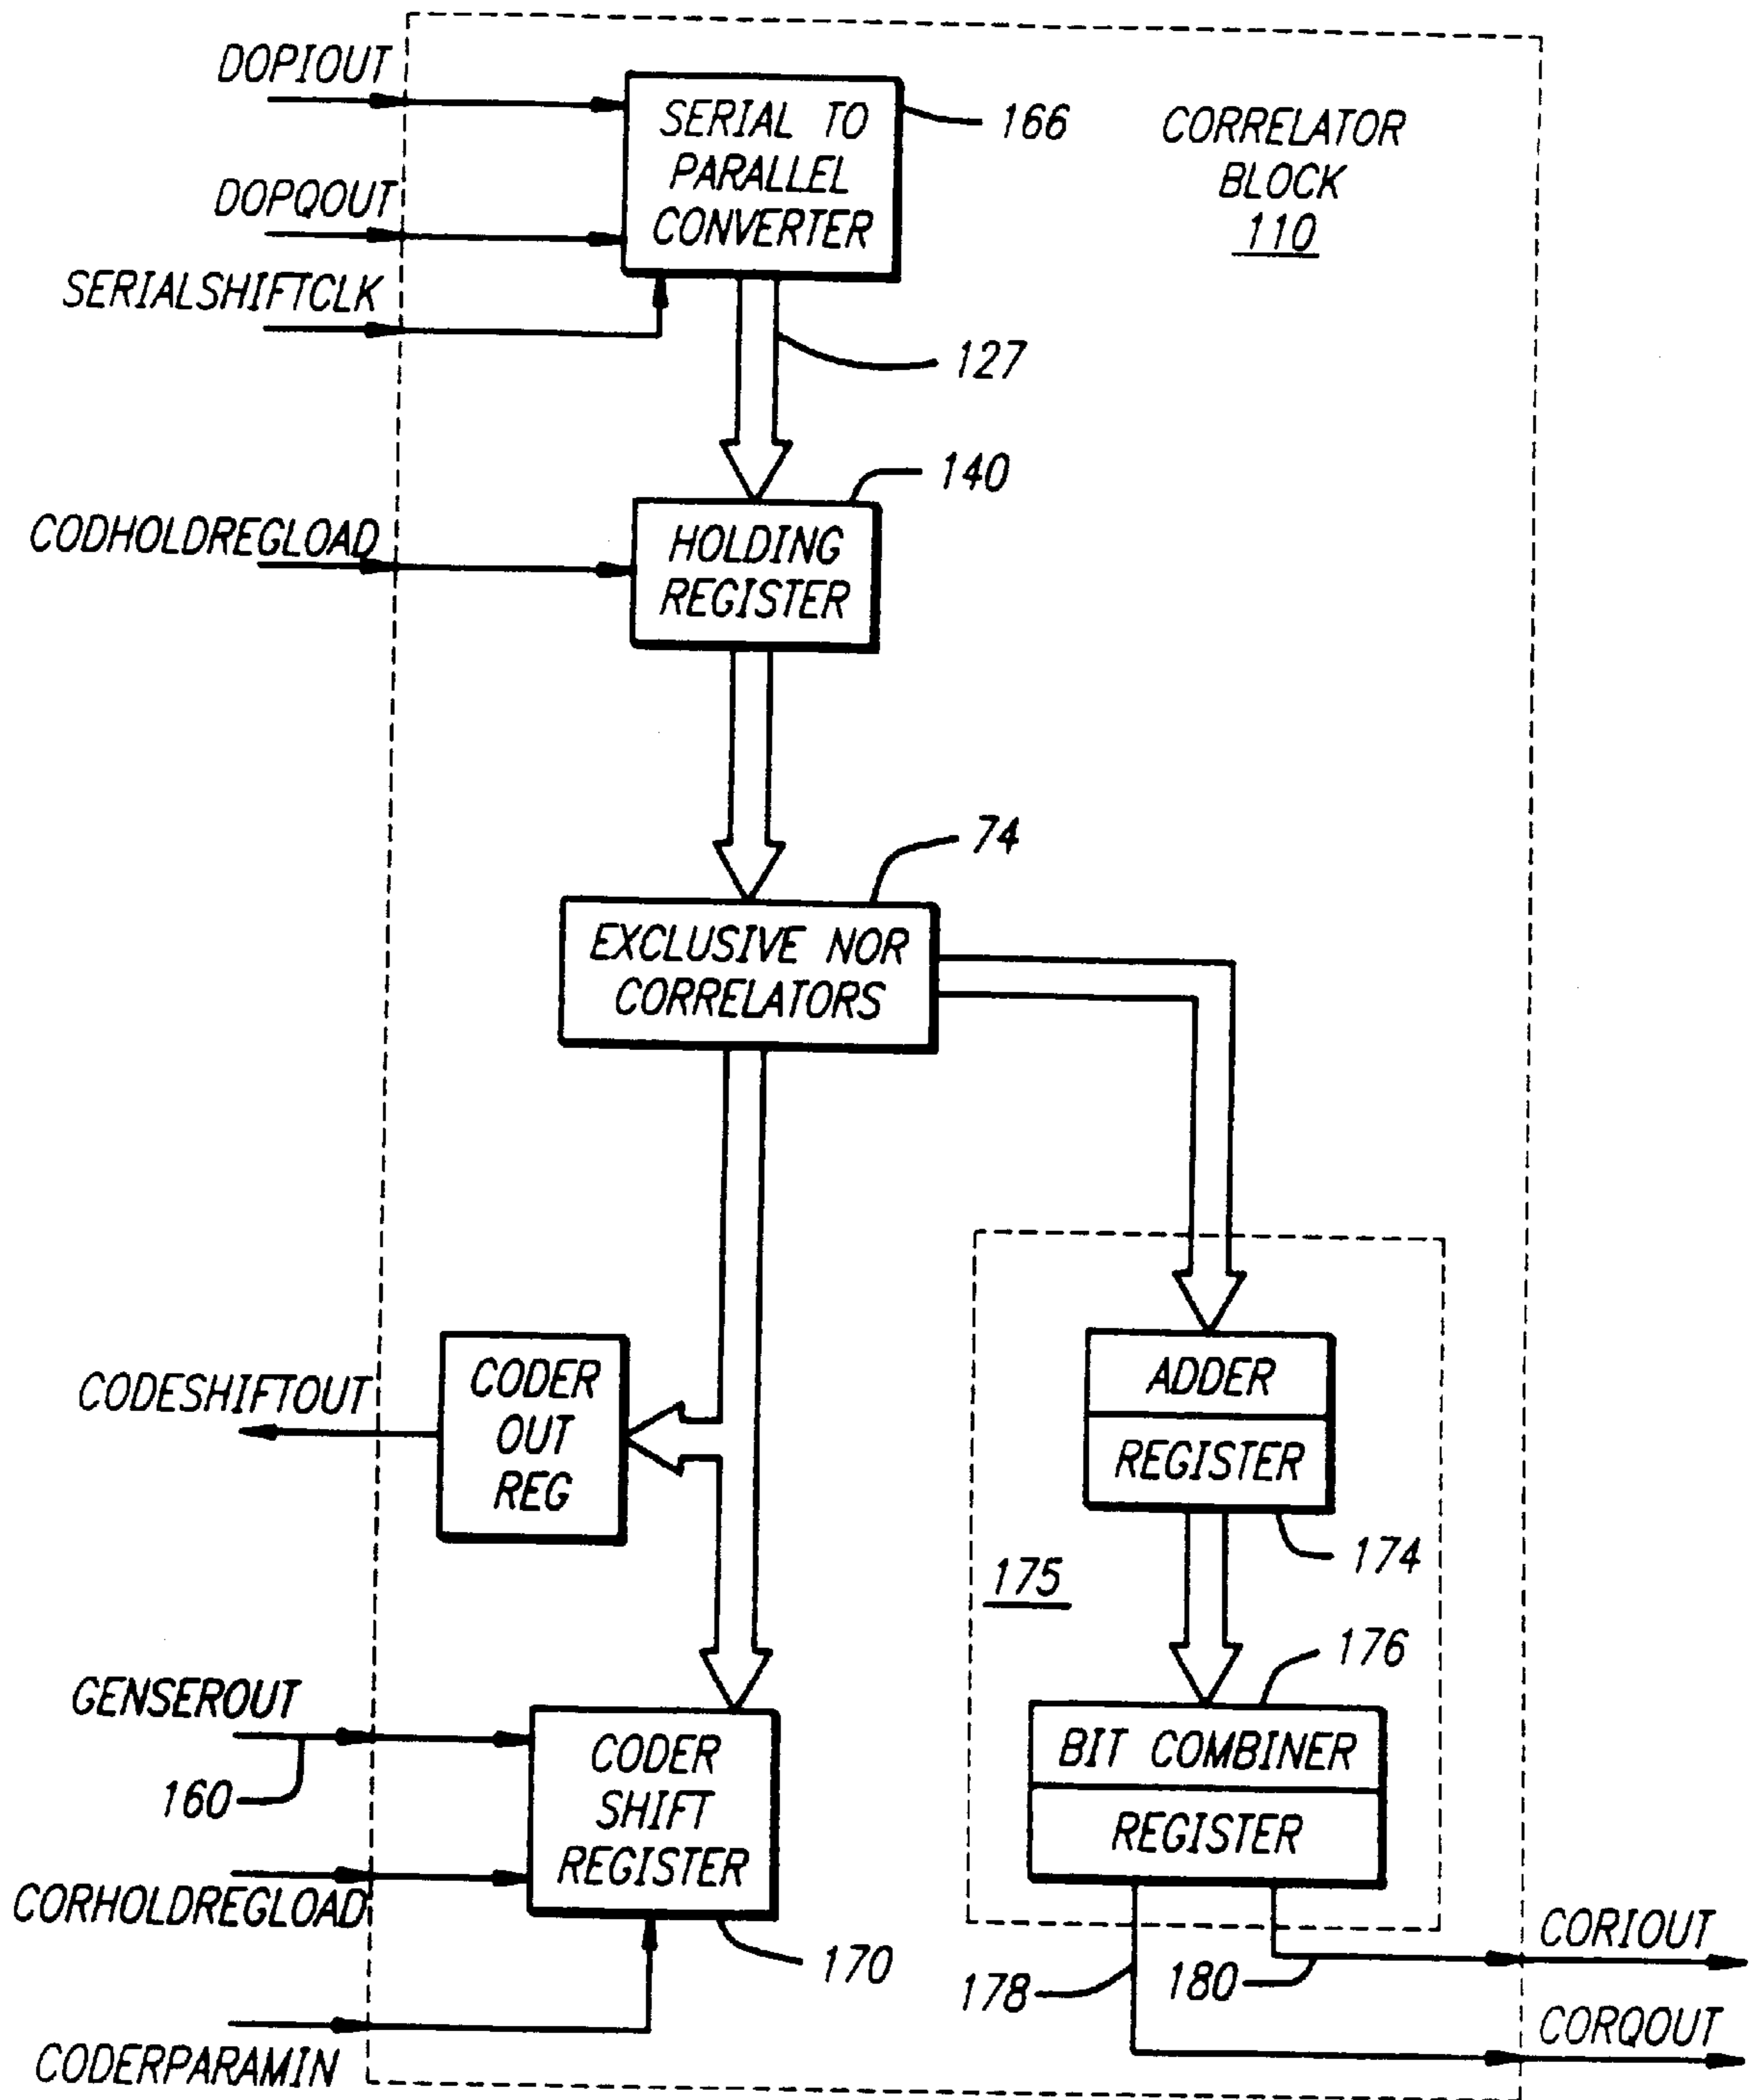 DOPIOUT
SERIAL TO
PARALLEL
CONVERTER
166
CORRELATOR
BLOCK
110
DOPQOUT
SERIALSHIFTCLK
127
140
CODHOLDREGLOAD
HOLDING
REGISTER
74
EXCLUSIVE NOR
CORRELATORS
CODESHIFTOUT
CODER
OUT
REG
ADDER
REGISTER
174
175
176
GENSEROUT
160
CODER
SHIFT
REGISTER
BIT COMBINER
REGISTER
CORHOLDREGLOAD
170
178
180
CORIOUT
CORQOUT
CODERPARAMIN